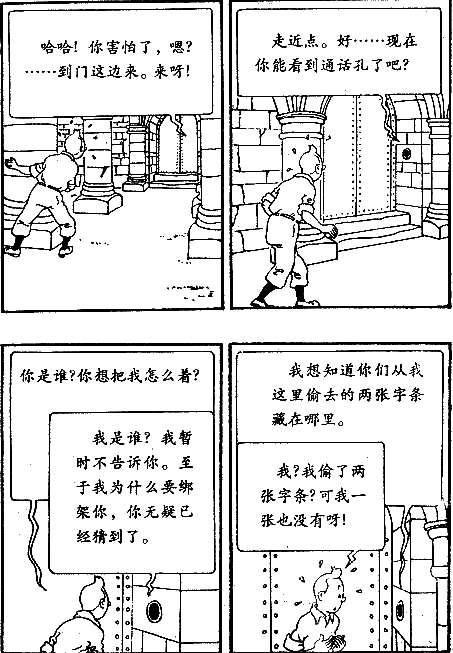 哈哈！你害怕了，嗯？
……到门这边来。来呀！
走近点。好……现在
你能看到通话孔了吧？
你是谁？你想把我怎么着？
我是谁？我暂
时不告诉你。至
于我为什么要绑
架你，你无疑已
经猜到了。
我想知道你们从我
这里偷去的两张字条
藏在哪里。
我？我偷了两
张字条？可我一
张也没有呀！